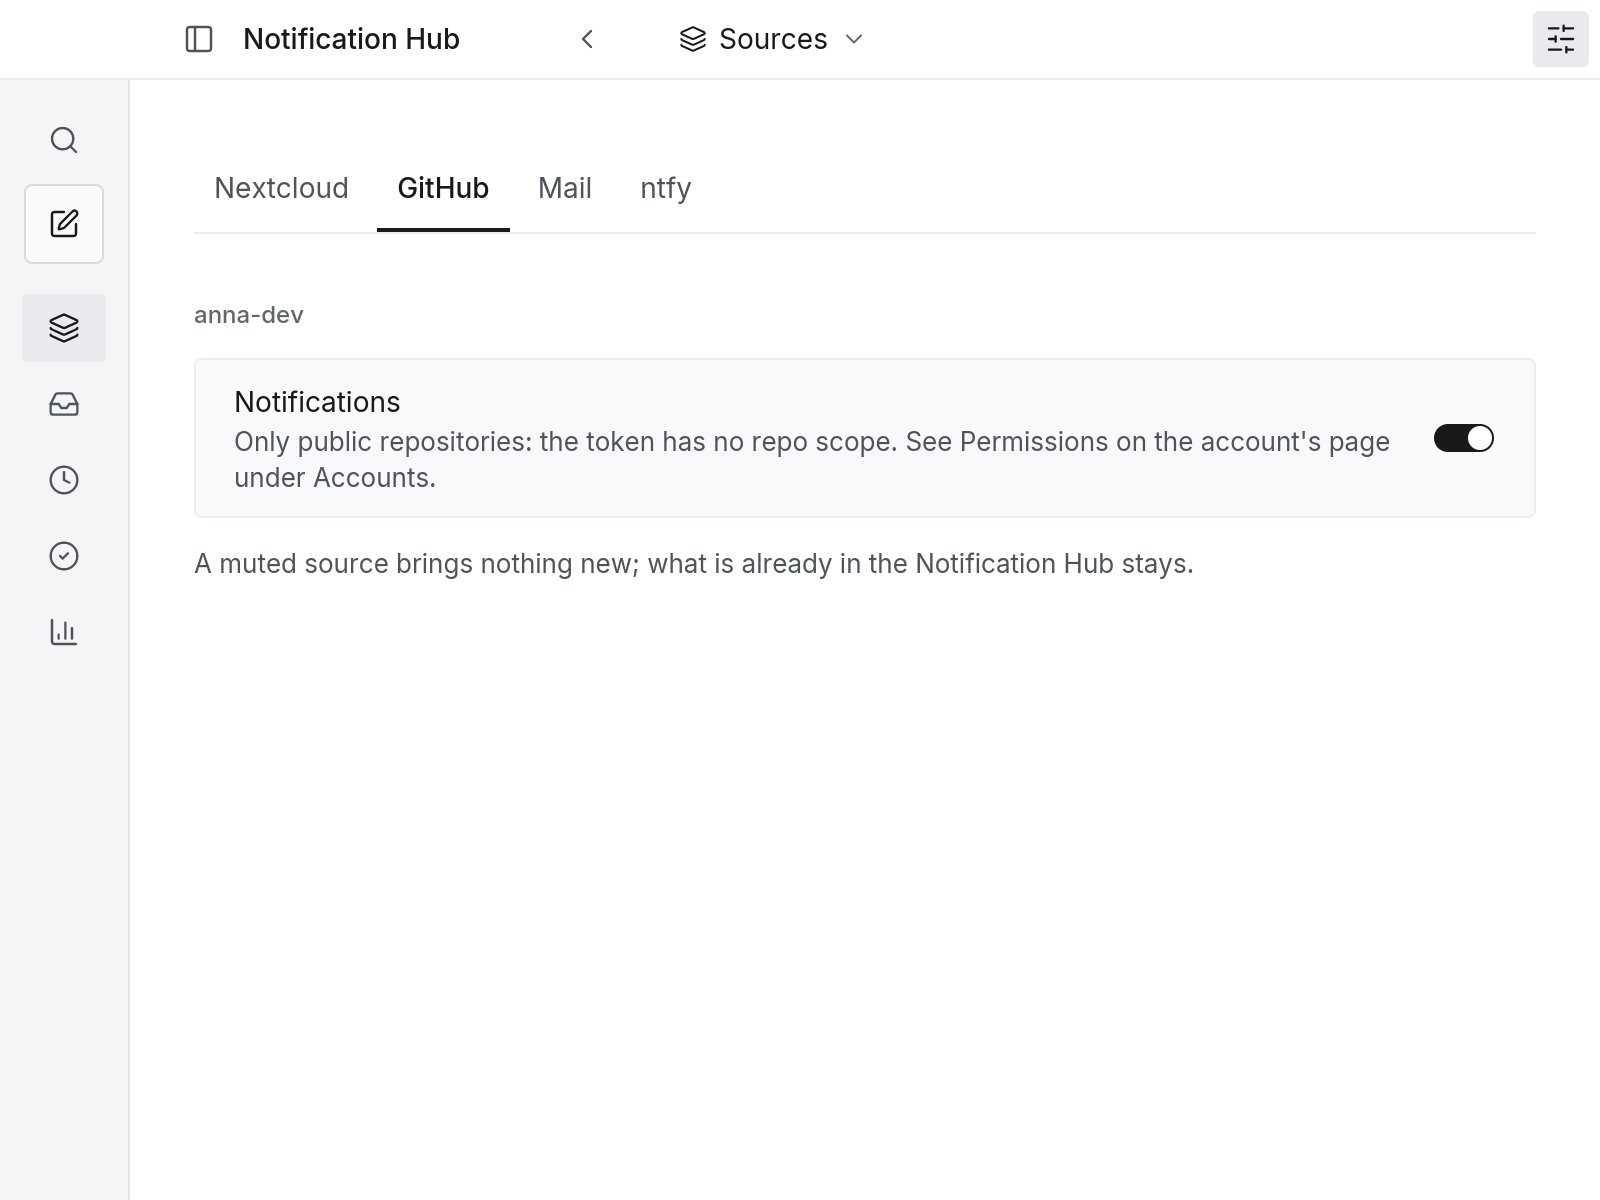 Notification Hub
Sources
Nextcloud GitHub Mail ntfy
anna-dev
Notifications
Only public repositories: the token has no repo scope. See Permissions on the account's page
under Accounts.
A muted source brings nothing new; what is already in the Notification Hub stays.